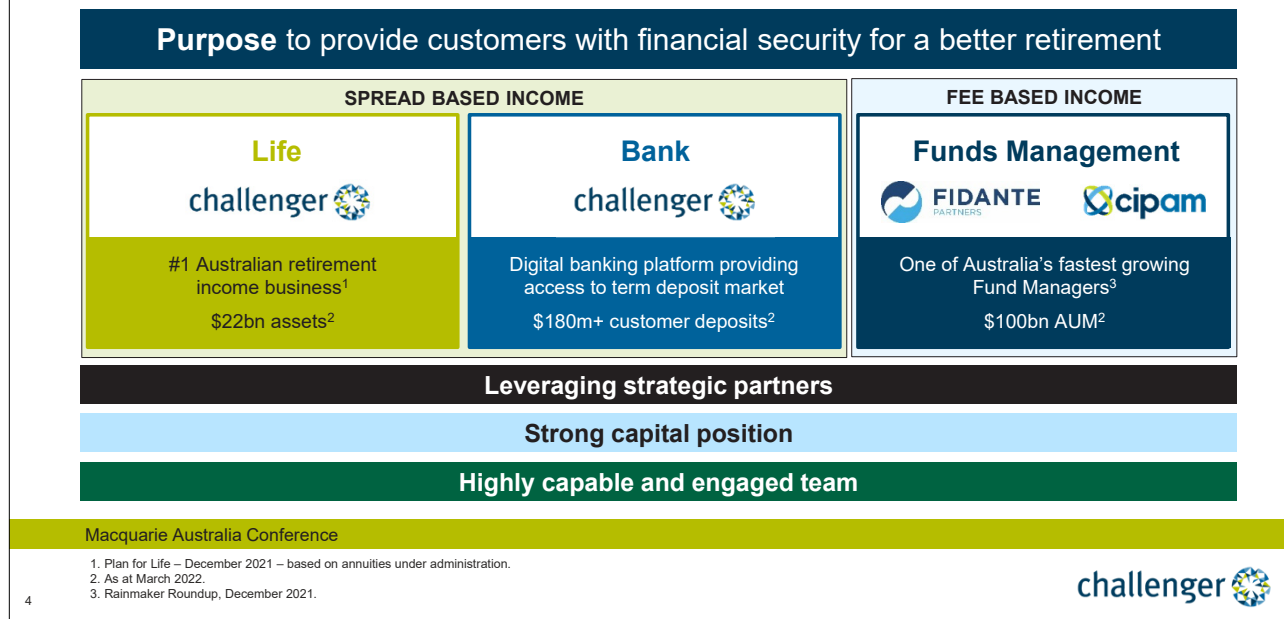 Purpose to provide customers with financial security for a better retirement
SPREAD BASED INCOME
Life
challenger
#1 Australian retirement
income business1
$22bn assets2
Bank
challenger
Digital banking platform providing
access to term deposit market
$180m+ customer deposits2
FEE BASED INCOME
Funds Management
FIDANTE
PARTNERS
cipam
One of Australia’s fastest growing
Fund Managers3
$100bn AUM2
Leveraging strategic partners
Strong capital position
Highly capable and engaged team
Macquarie Australia Conference
1. Plan for Life – December 2021 – based on annuities under administration.
2. As at March 2022.
3. Rainmaker Roundup, December 2021.
4
challenger